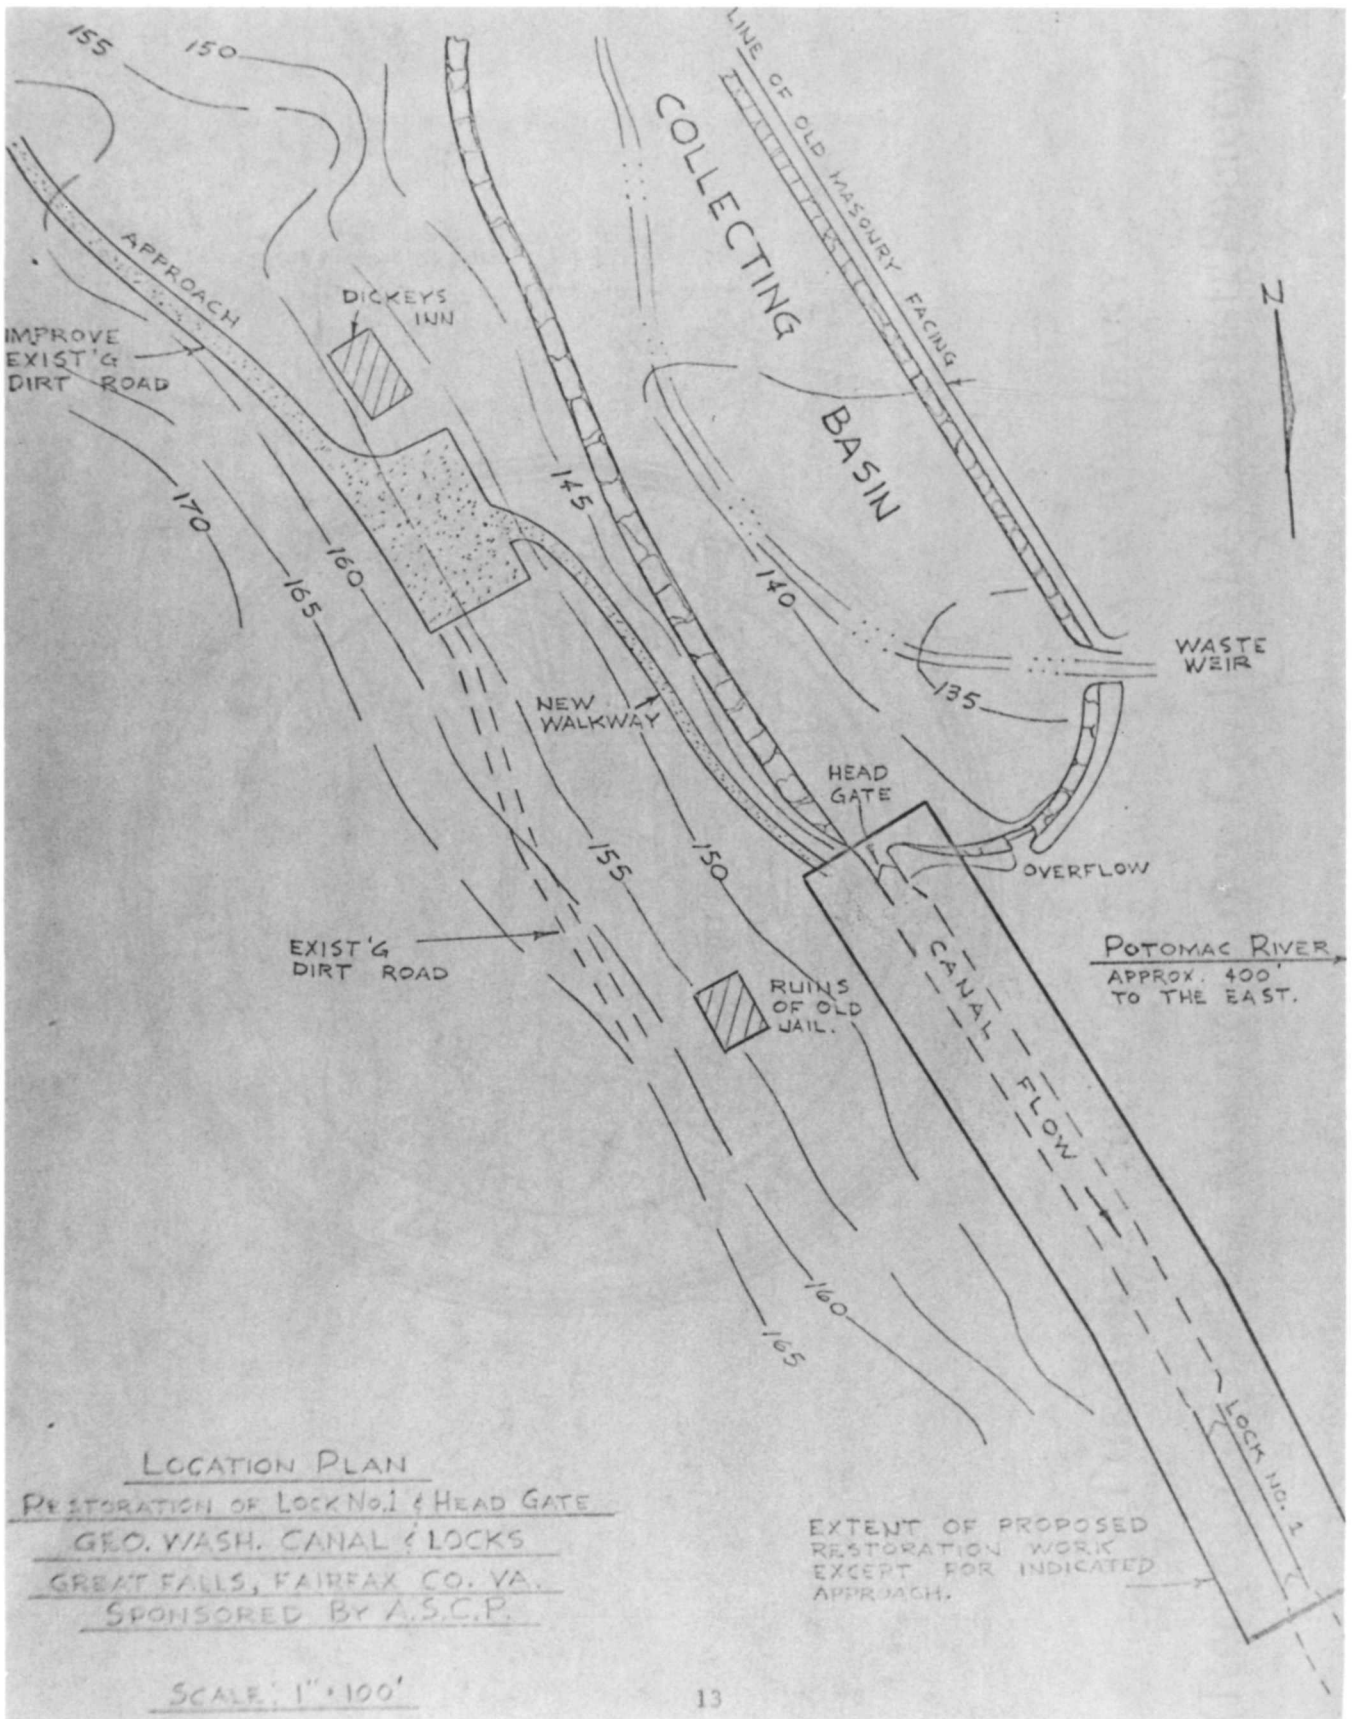 155
150
LINE OF OLD MASONRY FACING
COLLECTING
BASIN
N
APPROACH
DICKEYS
INN
IMPROVE
EXIST'G
DIRT ROAD
170
145
160
165
140
WASTE
WEIR
135
NEW
WALKWAY
HEAD
GATE
155
150
OVERFLOW
EXIST'G
DIRT ROAD
CANAL FLOW
POTOMAC RIVER
APPROX. 400'
TO THE EAST.
RUINS
OF OLD
JAIL.
160
165
LOCK NO. 1
LOCATION PLAN
RESTORATION OF LOCK NO.1 & HEAD GATE
GEO. WASH. CANAL & LOCKS
GREAT FALLS, FAIRFAX CO. VA.
SPONSORED BY A.S.C.P.
EXTENT OF PROPOSED
RESTORATION WORK
EXCEPT FOR INDICATED
APPROACH.
SCALE: 1" = 100'
13